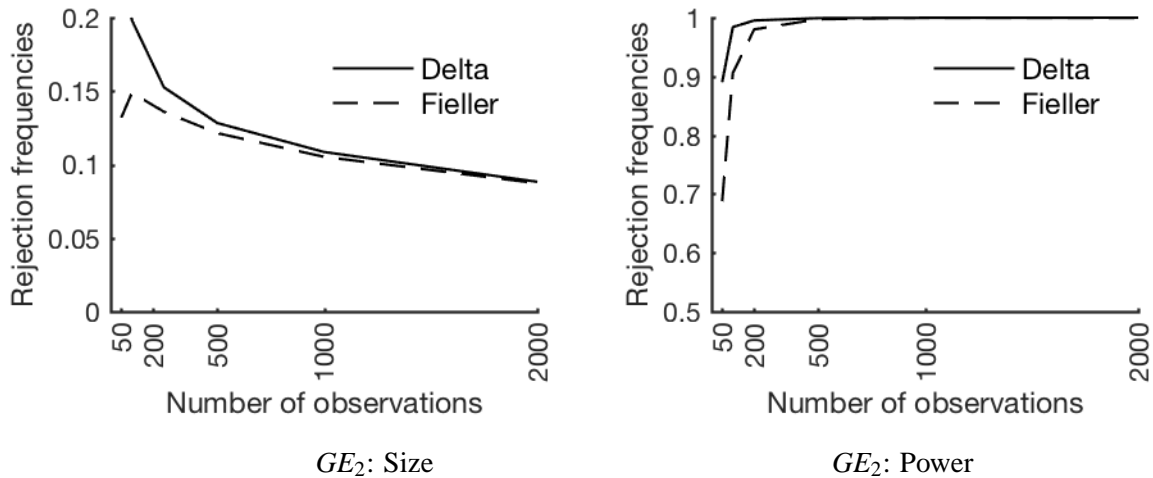 0.2
0.15
0.1
0.05
0
Rejection frequencies
Delta
Fieller
50
200
500
1000
2000
Number of observations
GE2: Size
1
0.9
0.8
0.7
0.6
0.5
Rejection frequencies
Delta
Fieller
50
200
500
1000
2000
Number of observations
GE2: Power